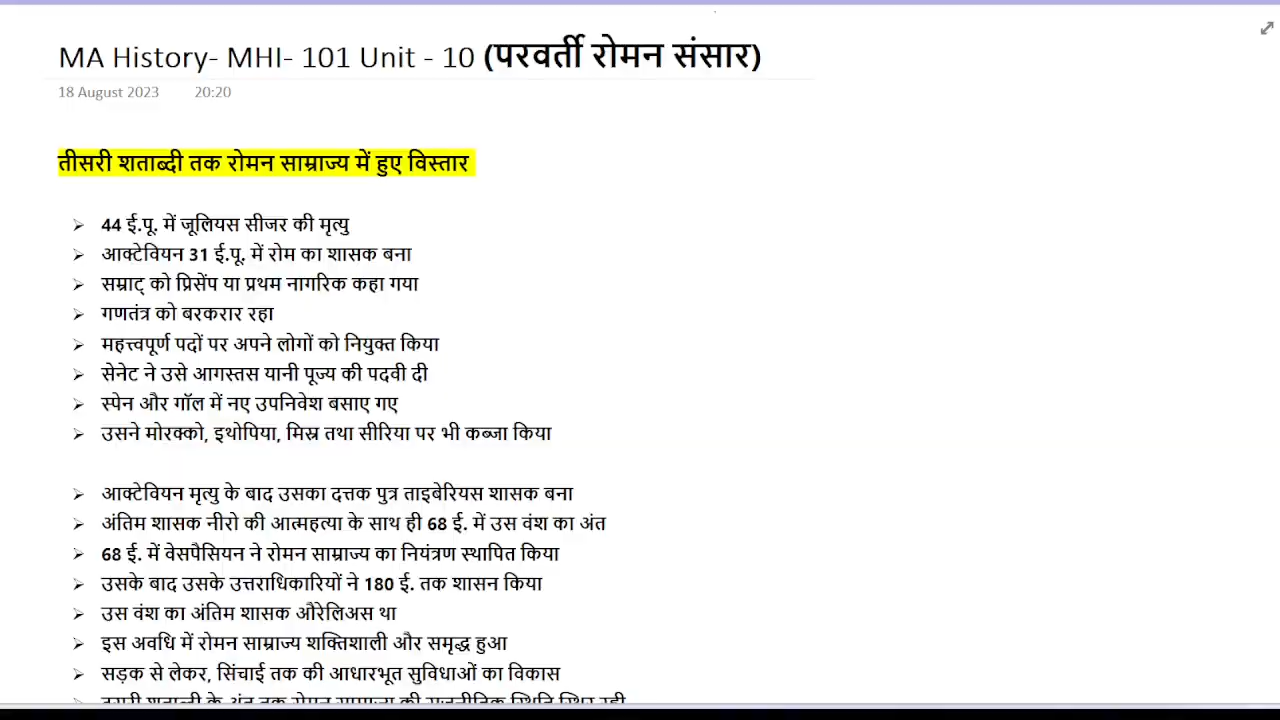 MA History- MHI- 101 Unit - 10 (परवर्ती रोमन संसार)
18 August 2023 20:20
तीसरी शताब्दी तक रोमन साम्राज्य में हुए विस्तार
➢ 44 ई.पू. में जूलियस सीजर की मृत्यु
➢ आक्टेवियन 31 ई.पू. में रोम का शासक बना
➢ सम्राट् को प्रिसेंप या प्रथम नागरिक कहा गया
➢ गणतंत्र को बरकरार रहा
➢ महत्त्वपूर्ण पदों पर अपने लोगों को नियुक्त किया
➢ सेनेट ने उसे आगस्तस यानी पूज्य की पदवी दी
➢ स्पेन और गॉल में नए उपनिवेश बसाए गए
➢ उसने मोरक्को, इथोपिया, मिस्र तथा सीरिया पर भी कब्जा किया
➢ आक्टेवियन मृत्यु के बाद उसका दत्तक पुत्र ताइबेरियस शासक बना
➢ अंतिम शासक नीरो की आत्महत्या के साथ ही 68 ई. में उस वंश का अंत
➢ 68 ई. में वेसपैसियन ने रोमन साम्राज्य का नियंत्रण स्थापित किया
➢ उसके बाद उसके उत्तराधिकारियों ने 180 ई. तक शासन किया
➢ उस वंश का अंतिम शासक औरेलिअस था
➢ इस अवधि में रोमन साम्राज्य शक्तिशाली और समृद्ध हुआ
➢ सड़क से लेकर, सिंचाई तक की आधारभूत सुविधाओं का विकास